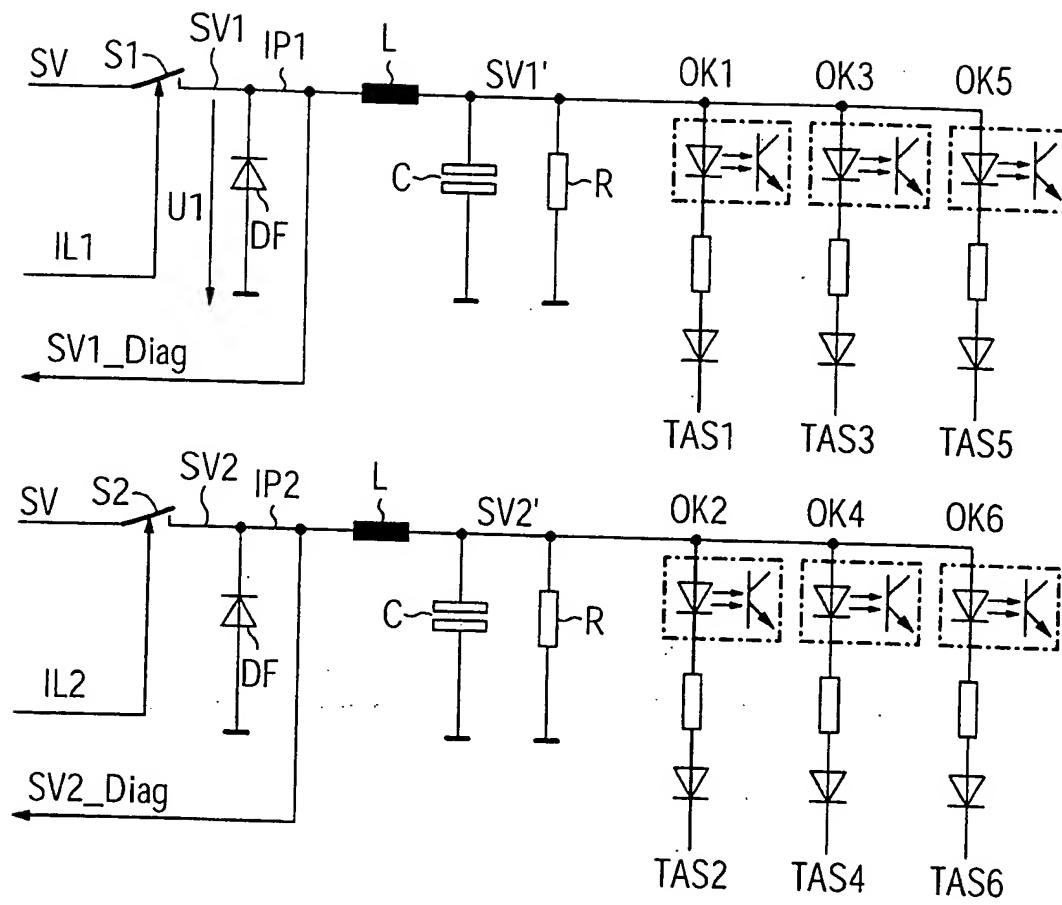 SV S1 SV1 IP1 L SV1' OK1 OK3 OK5
C R
U1 DF
IL1
SV1_Diag
TAS1 TAS3 TAS5
SV S2 SV2 IP2 L SV2' OK2 OK4 OK6
C R
DF
IL2
SV2_Diag
TAS2 TAS4 TAS6